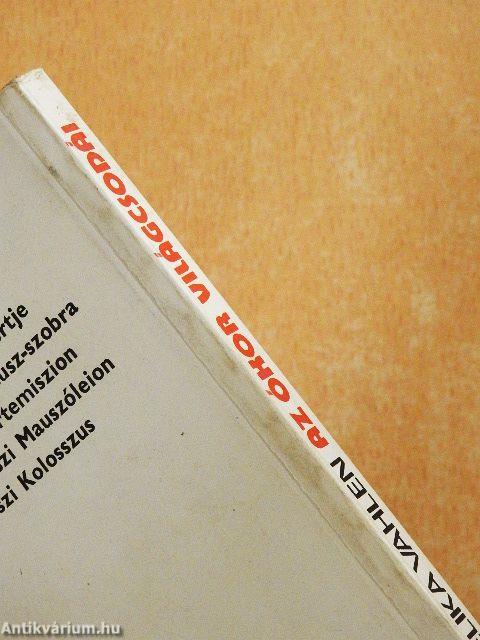 LIKA VAHLEN AZ ÓKOR VILÁGCSODÁI
rtje
usz-szobra
rtemiszion
szi Mauszóleion
szi Kolosszus
Antikvárium.hu